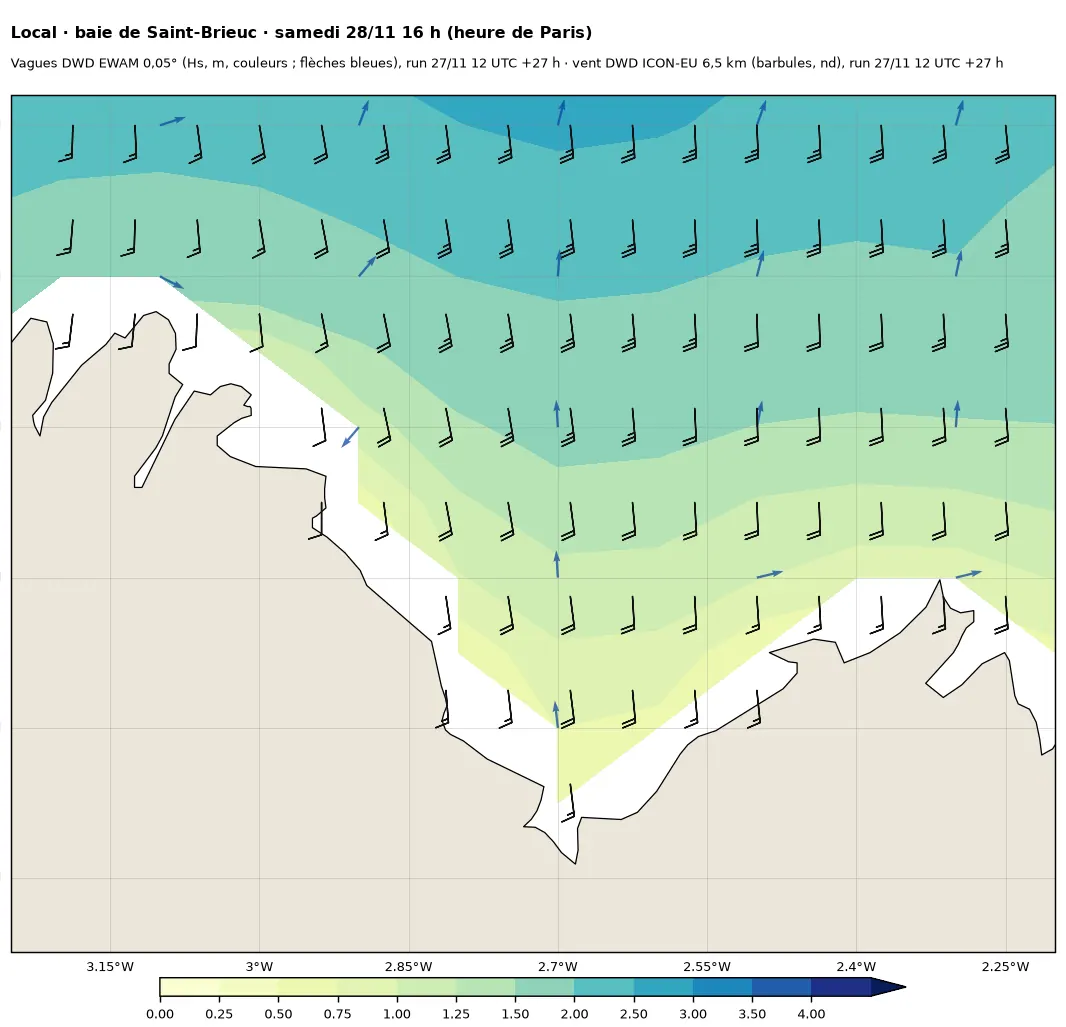 Local · baie de Saint-Brieuc · samedi 28/11 16 h (heure de Paris)
Vagues DWD EWAM 0,05° (Hs, m, couleurs ; flèches bleues), run 27/11 12 UTC +27 h · vent DWD ICON-EU 6,5 km (barbules, nd), run 27/11 12 UTC +27 h
3.15°W 3°W 2.85°W 2.7°W 2.55°W 2.4°W 2.25°W
0.00 0.25 0.50 0.75 1.00 1.25 1.50 2.00 2.50 3.00 3.50 4.00